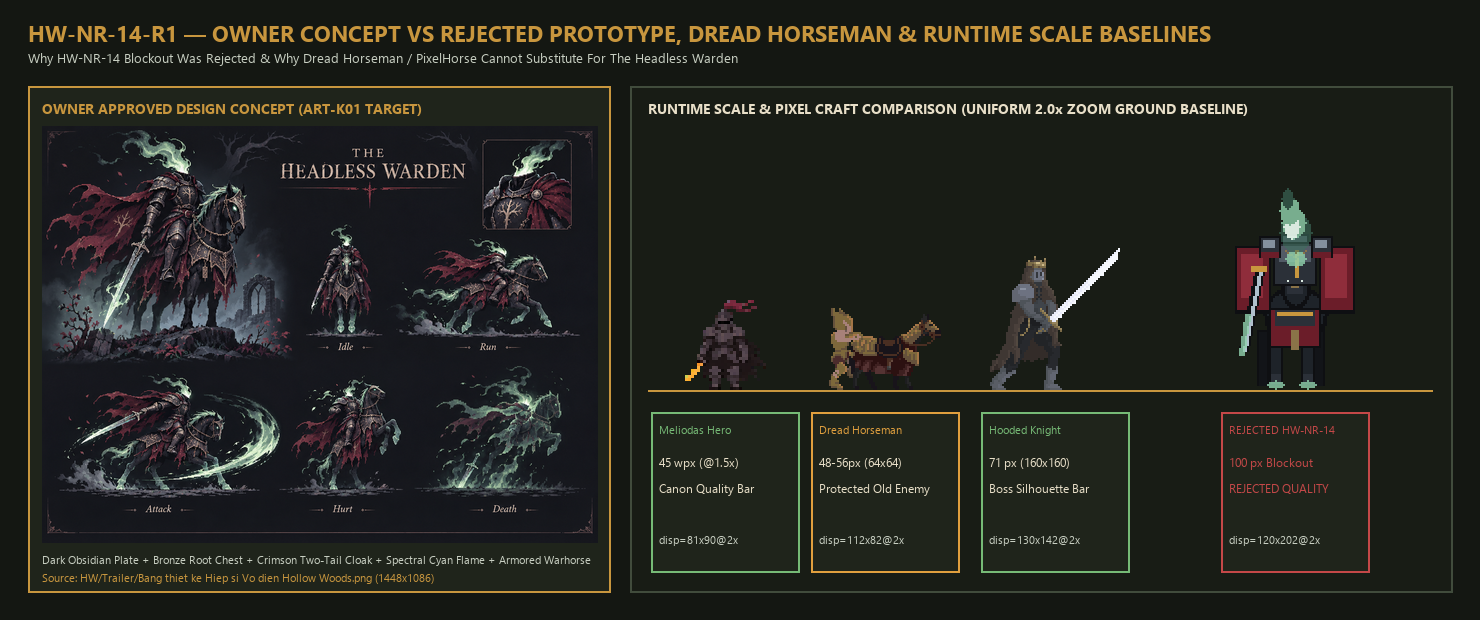 HW-NR-14-R1 — OWNER CONCEPT VS REJECTED PROTOTYPE, DREAD HORSEMAN & RUNTIME SCALE BASELINES
Why HW-NR-14 Blockout Was Rejected & Why Dread Horseman / PixelHorse Cannot Substitute For The Headless Warden
OWNER APPROVED DESIGN CONCEPT (ART-K01 TARGET)
THE
HEADLESS WARDEN
Idle
Run
Attack
Hurt
Death
Dark Obsidian Plate + Bronze Root Chest + Crimson Two-Tail Cloak + Spectral Cyan Flame + Armored Warhorse
Source: HW/Trailer/Bang thiet ke Hiep si Vo dien Hollow Woods.png (1448x1086)
RUNTIME SCALE & PIXEL CRAFT COMPARISON (UNIFORM 2.0x ZOOM GROUND BASELINE)
Meliodas Hero
45 wpx (@1.5x)
Canon Quality Bar
disp=81x90@2x
Dread Horseman
48-56px (64x64)
Protected Old Enemy
disp=112x82@2x
Hooded Knight
71 px (160x160)
Boss Silhouette Bar
disp=130x142@2x
REJECTED HW-NR-14
100 px Blockout
REJECTED QUALITY
disp=120x202@2x